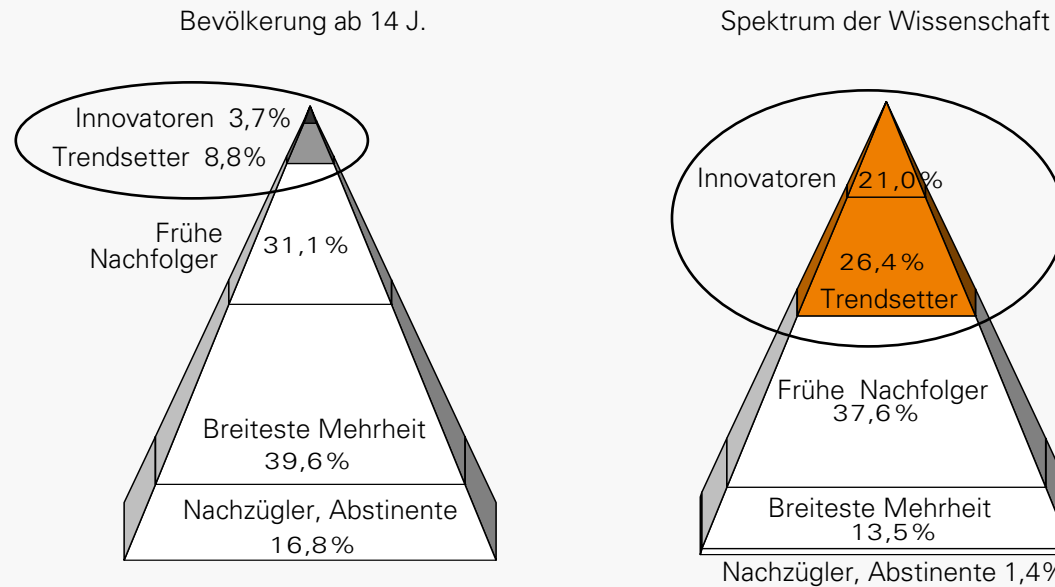 Bevölkerung ab 14 J.
Innovatoren 3,7%
Trendsetter 8,8%
Frühe
Nachfolger
31,1%
Breiteste Mehrheit
39,6%
Nachzügler, Abstinente
16,8%
Spektrum der Wissenschaft
Innovatoren 21,0%
26,4%
Trendsetter
Frühe Nachfolger
37,6%
Breiteste Mehrheit
13,5%
Nachzügler, Abstinente 1,4%